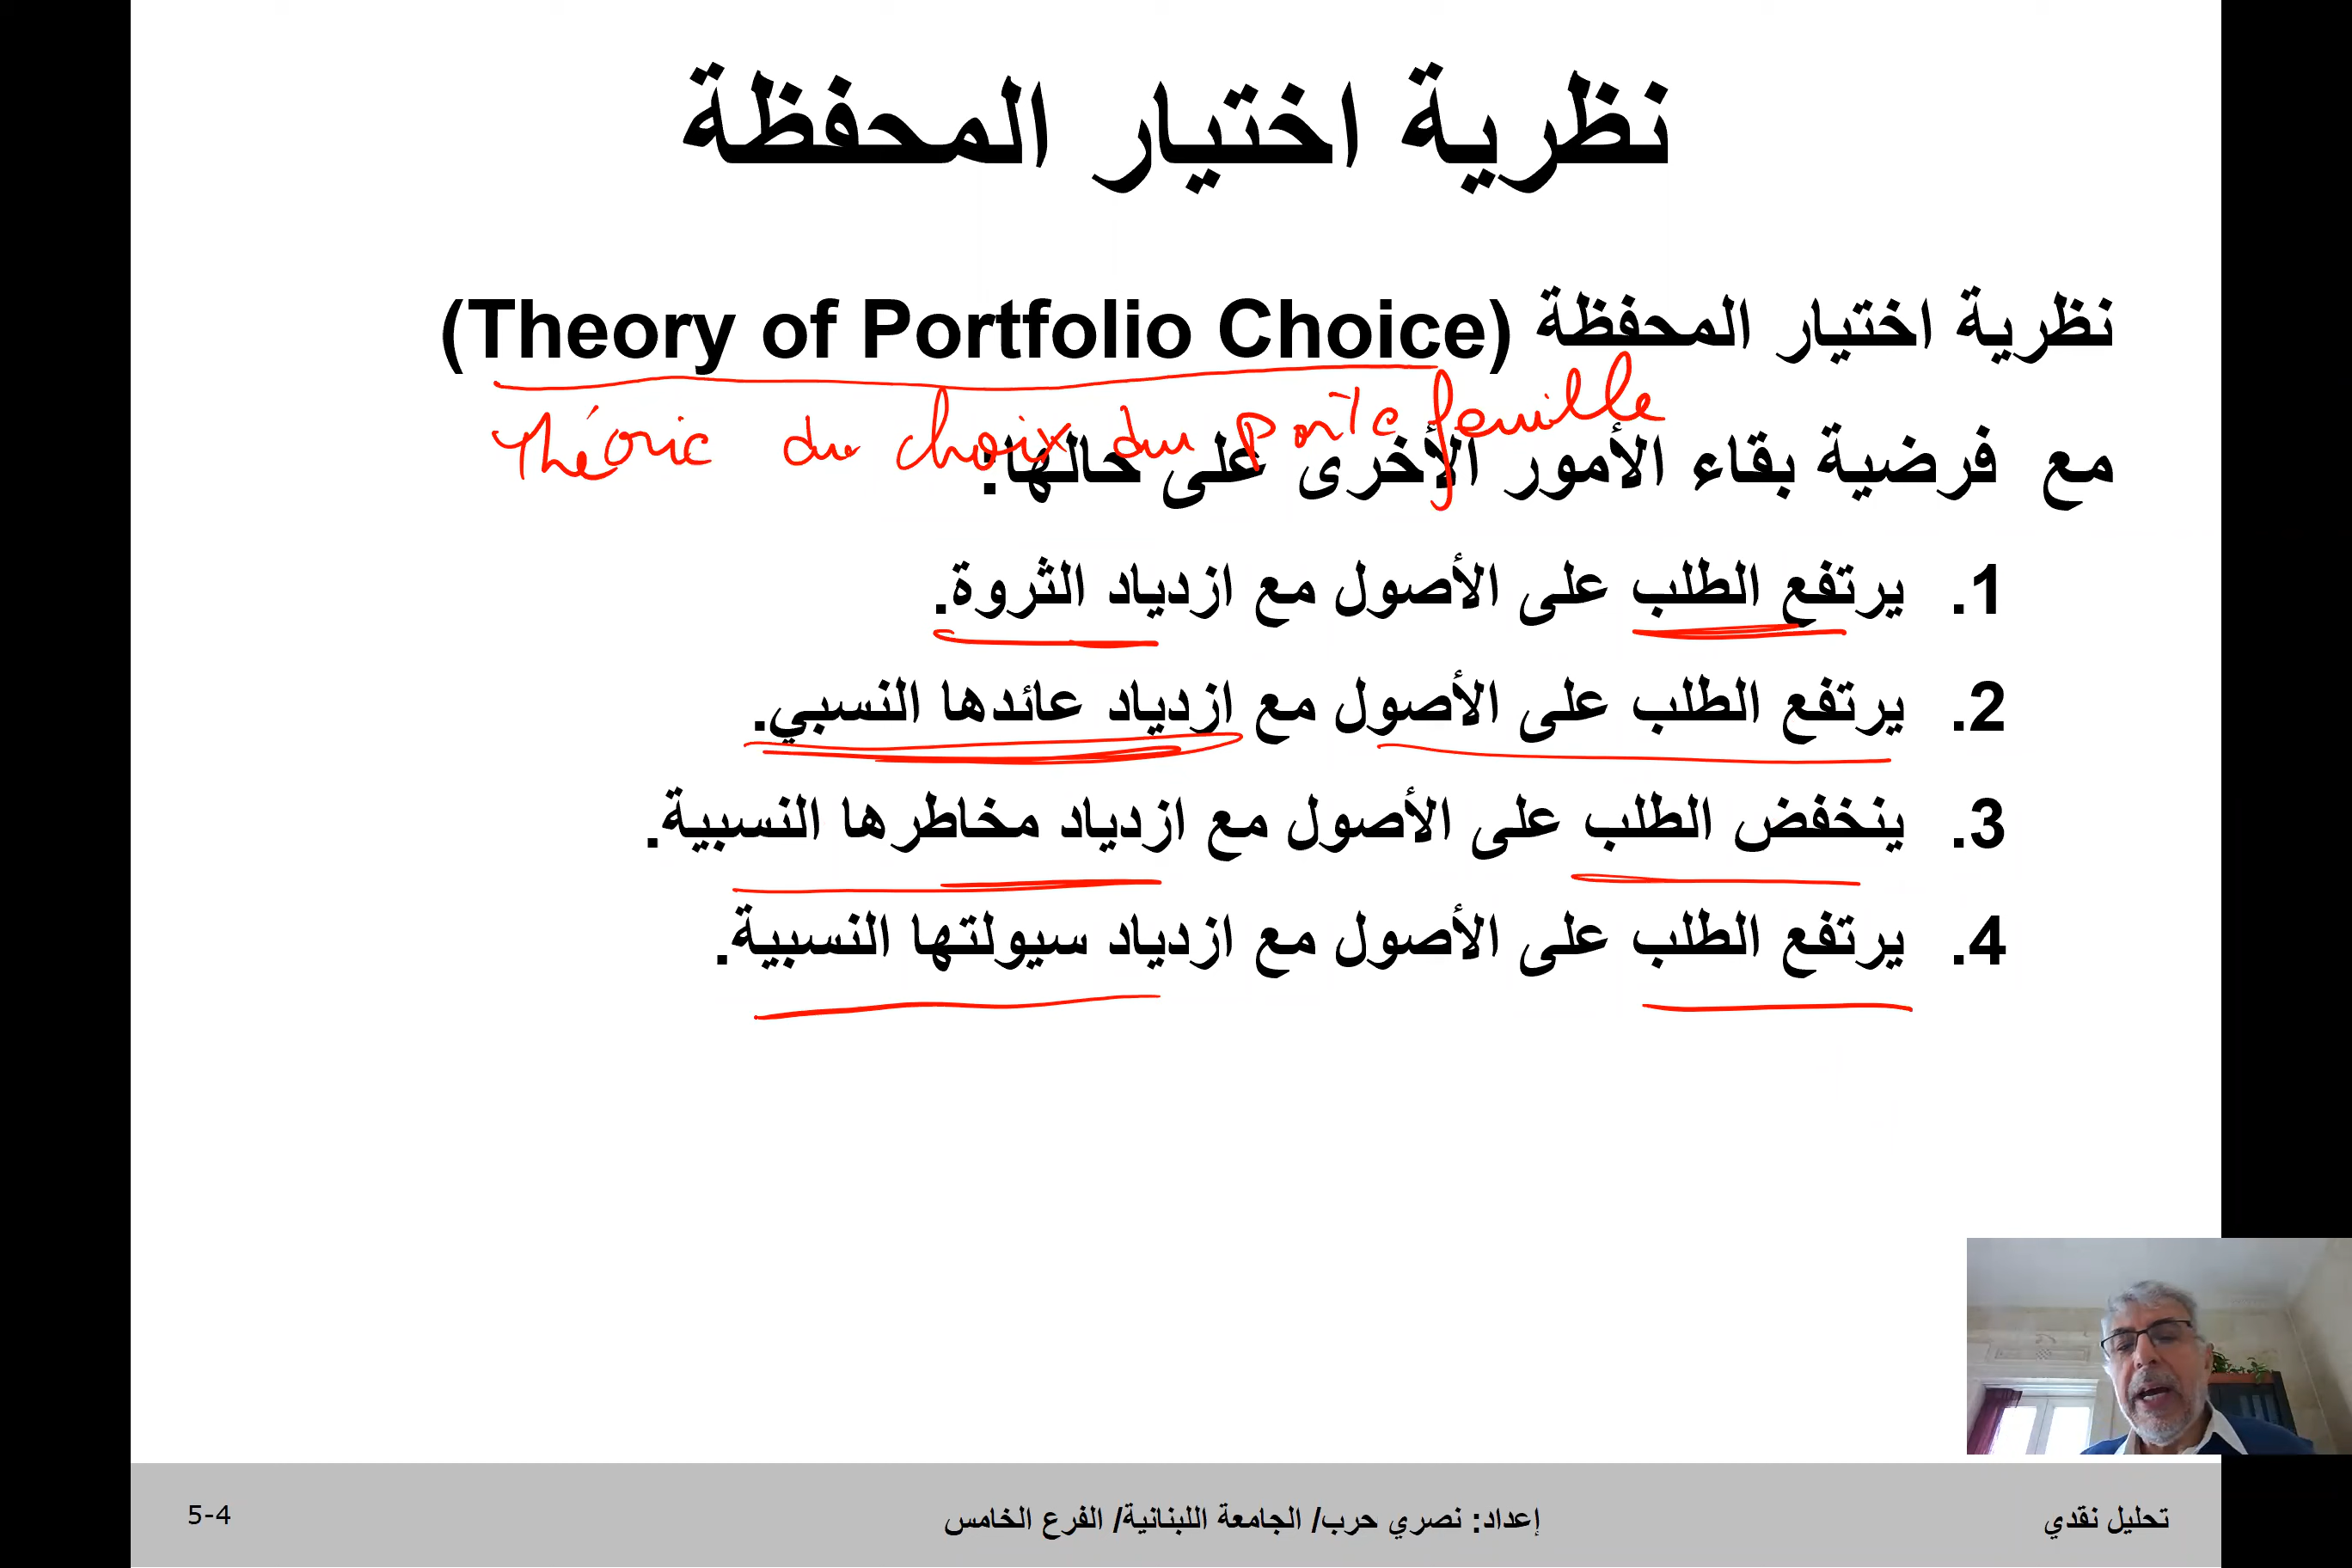 نظرية اختيار المحفظة
نظرية اختيار المحفظة (Theory of Portfolio Choice)
Théorie du choix du portefeuille
مع فرضية بقاء الأمور الأخرى على حالها:
1. يرتفع الطلب على الأصول مع ازدياد الثروة.
2. يرتفع الطلب على الأصول مع ازدياد عائدها النسبي.
3. ينخفض الطلب على الأصول مع ازدياد مخاطرها النسبية.
4. يرتفع الطلب على الأصول مع ازدياد سيولتها النسبية.
تحليل نقدي
إعداد: نصري حرب/ الجامعة اللبنانية/ الفرع الخامس
5-4